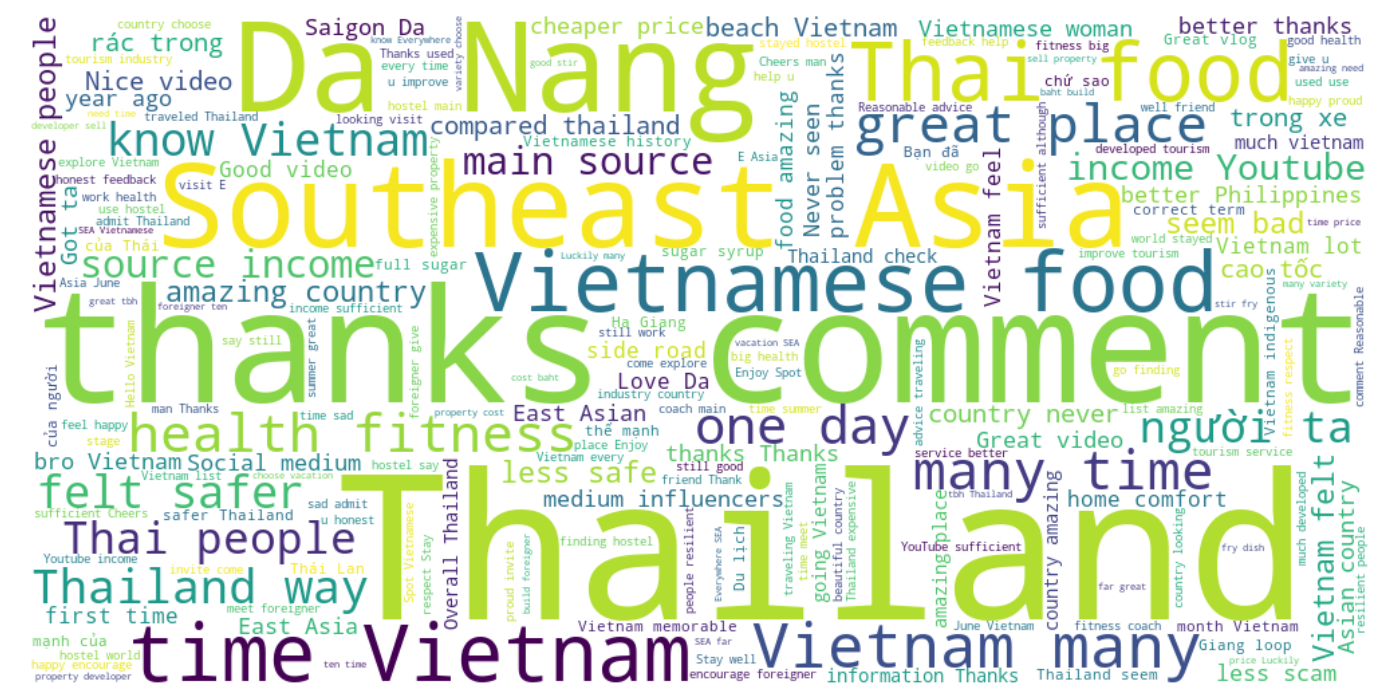 Vietnamese people
country choose
rác trong
tourism industry
Nice video
year ago
need time
traveled Thailand
developer sell
Saigon Da
know Everywhere
Thanks used
every time
u improve
variety choose
hostel main
looking visit
Da Nang
good stir
cheaper price
beach Vietnam
stayed hostel
Cheers man
help u
Vietnamese woman
feedback help
fitness big
sell property
chứ sao
baht build
Thai food
better thanks
Great vlog
good health
give u
amazing need
used use
happy proud
know Vietnam
compared thailand
Vietnamese history
main source
Reasonable advice
great place
well friend
trong xe
developed tourism
much vietnam
explore Vietnam
honest feedback
visit E
Good video
work health
use hostel
admit Thailand
SEA Vietnamese
Got ta
expensive property
E Asia
food amazing
Never seen
problem thanks
Bạn đã
video go
Vietnam feel
sufficient although
income Youtube
better Philippines
correct term
seem bad
time price
Southeast Asia
của Thái
source income
full sugar
Luckily many
sugar syrup
Thailand check
world stayed
improve tourism
Vietnam lot
cao tốc
many variety
Asia June
amazing country
great tbh
foreigner ten
income sufficient
Vietnamese food
stir fry
thanks comment
say still
summer great
foreigner give
Hello Vietnam
Ha Giang
still work
side road
vacation SEA
come explore
big health
Enjoy Spot
cost baht
Love Da
industry country
go finding
Vietnam indigenous
fitness respect
comment Reasonable
của người
man Thanks
feel happy
stage
time sad
property cost
East Asian
coach main
time summer
health fitness
thế mạnh
place Enjoy
one day
advice traveling
country never
list amazing
Great video
người ta
tourism service
bro Vietnam
Social medium
hostel say
Vietnam list
choose vacation
Vietnam every
thanks Thanks
still good
friend Thank
less safe
service better
many time
felt safer
sad admit
u honest
safer Thailand
sufficient Cheers
medium influencers
tbh Thailand
home comfort
Thai people
Youtube income
invite come
Thái Lan
Thailand
Spot Vietnamese
respect Stay
Overall Thailand
proud invite
build foreigner
finding hostel
people resilient
Everywhere SEA
Du lịch
traveling Vietnam
time meet
going Vietnam
beautiful country
Thailand expensive
YouTube sufficient
amazing place
far great
country amazing
country looking
fry dish
much developed
Vietnam felt
Asian country
resilient people
Thailand way
first time
meet foreigner
East Asia
mạnh của
hostel world
happy encourage
property developer
time Vietnam
ten time
Vietnam memorable
SEA far
Stay well
encourage foreigner
Vietnam many
June Vietnam
fitness coach
month Vietnam
Giang loop
information Thanks
Thailand seem
price Luckily
less scam